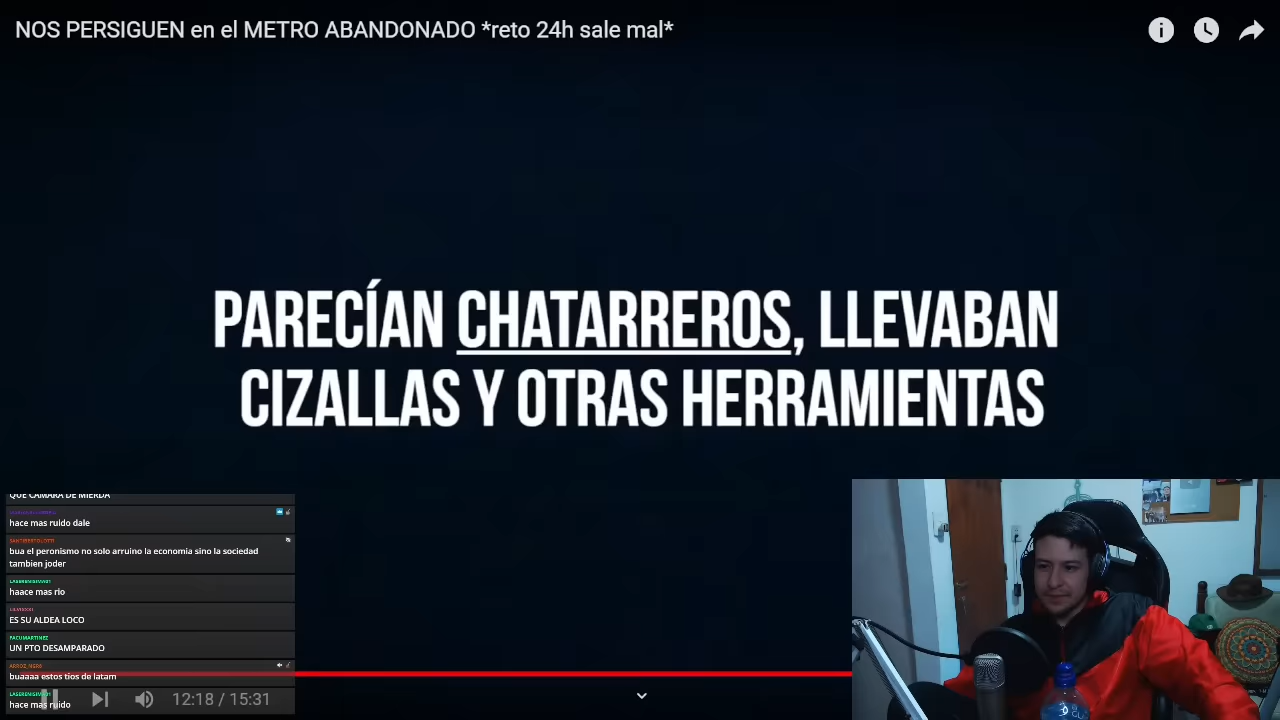 NOS PERSIGUEN en el METRO ABANDONADO *reto 24h sale mal*
PARECÍAN CHATARREROS, LLEVABAN
CIZALLAS Y OTRAS HERRAMIENTAS
QUE CAMARA DE MIERDA
hace mas ruido dale
bua el peronismo no solo arruino la economia sino la sociedad
tambien joder
LASERENISIMA01
haace mas rio
ES SU ALDEA LOCO
FACUMARTINEZ
UN PTO DESAMPARADO
buaaaa estos tios de latam
LASERENISIMA01
hace mas ruido
12:18 / 15:31